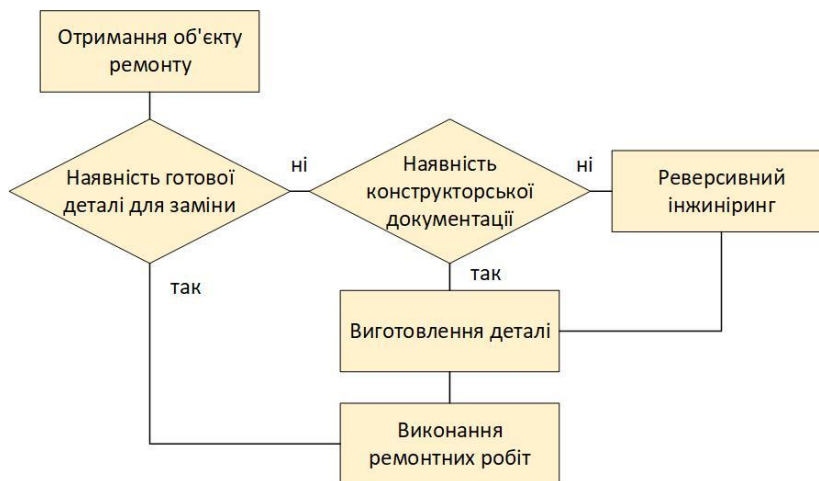 Отримання об'єкту
ремонту
Наявність готової
деталі для заміни
ні
Наявність
конструкторської
документації
ні
Реверсивний
інжиніринг
так
так
Виготовлення деталі
Виконання
ремонтних робіт